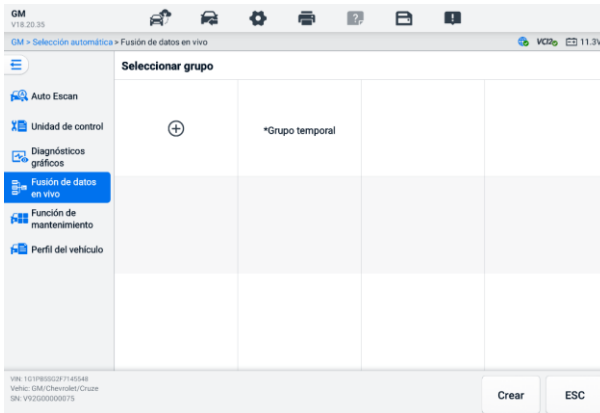 GM
V18.20.35
GM > Selección automática > Fusión de datos en vivo
VCI2 11.3V
Seleccionar grupo
Auto Escan
Unidad de control
Diagnósticos
gráficos
Fusión de datos
en vivo
Función de
mantenimiento
Perfil del vehículo
*Grupo temporal
VIN: 1G1PB5SG2F7145548
Vehic: GM/Chevrolet/Cruze
SN: V92G00000075
Crear
ESC